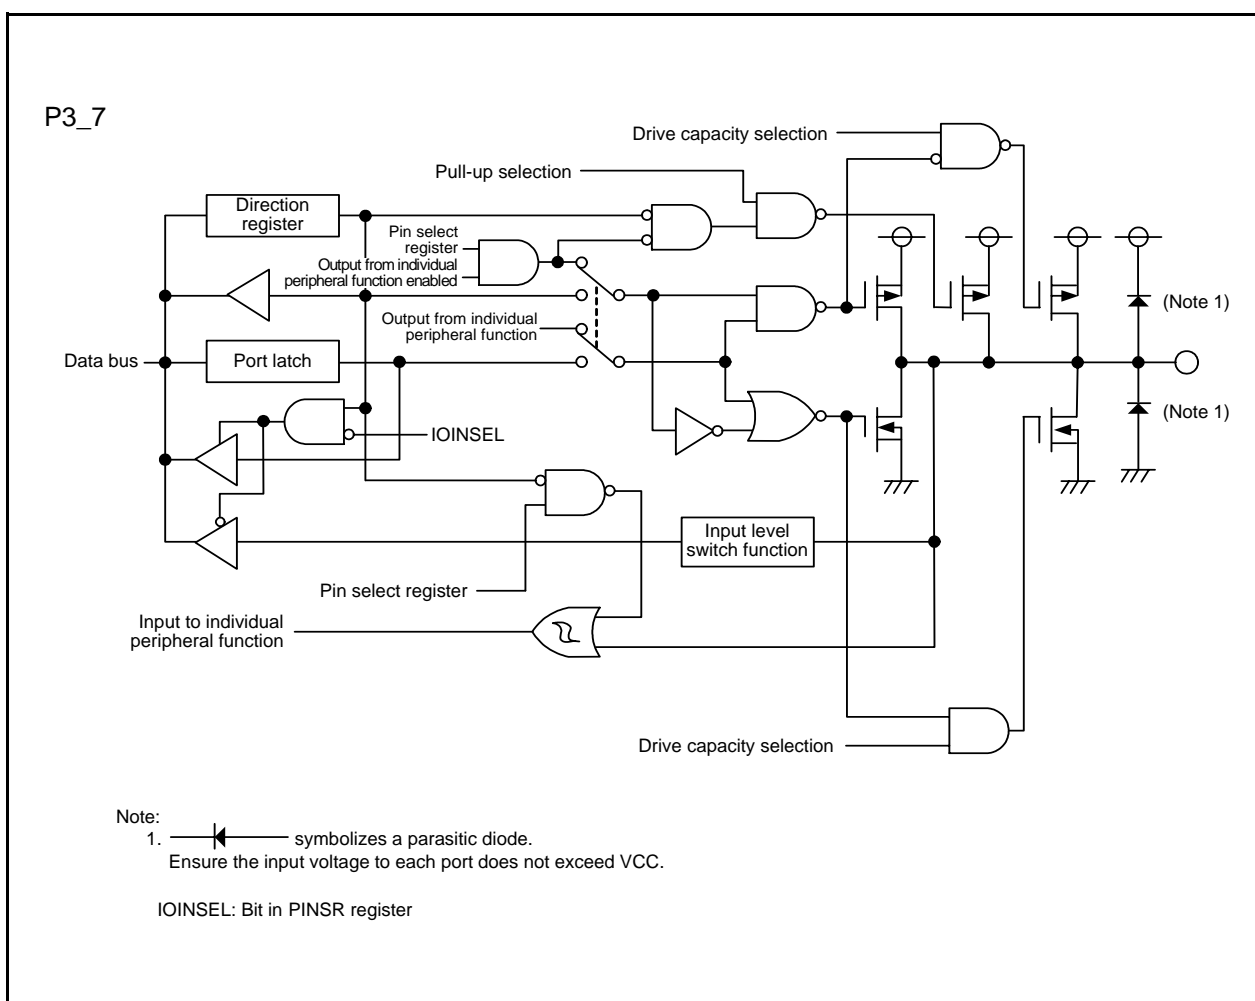 P3_7
Drive capacity selection
Pull-up selection
Direction
register
Pin select
register
Output from individual
peripheral function enabled
(Note 1)
Output from individual
peripheral function
Data bus
Port latch
(Note 1)
IOINSEL
Input level
switch function
Pin select register
Input to individual
peripheral function
Drive capacity selection
Note:
1. symbolizes a parasitic diode.
Ensure the input voltage to each port does not exceed VCC.
IOINSEL: Bit in PINSR register